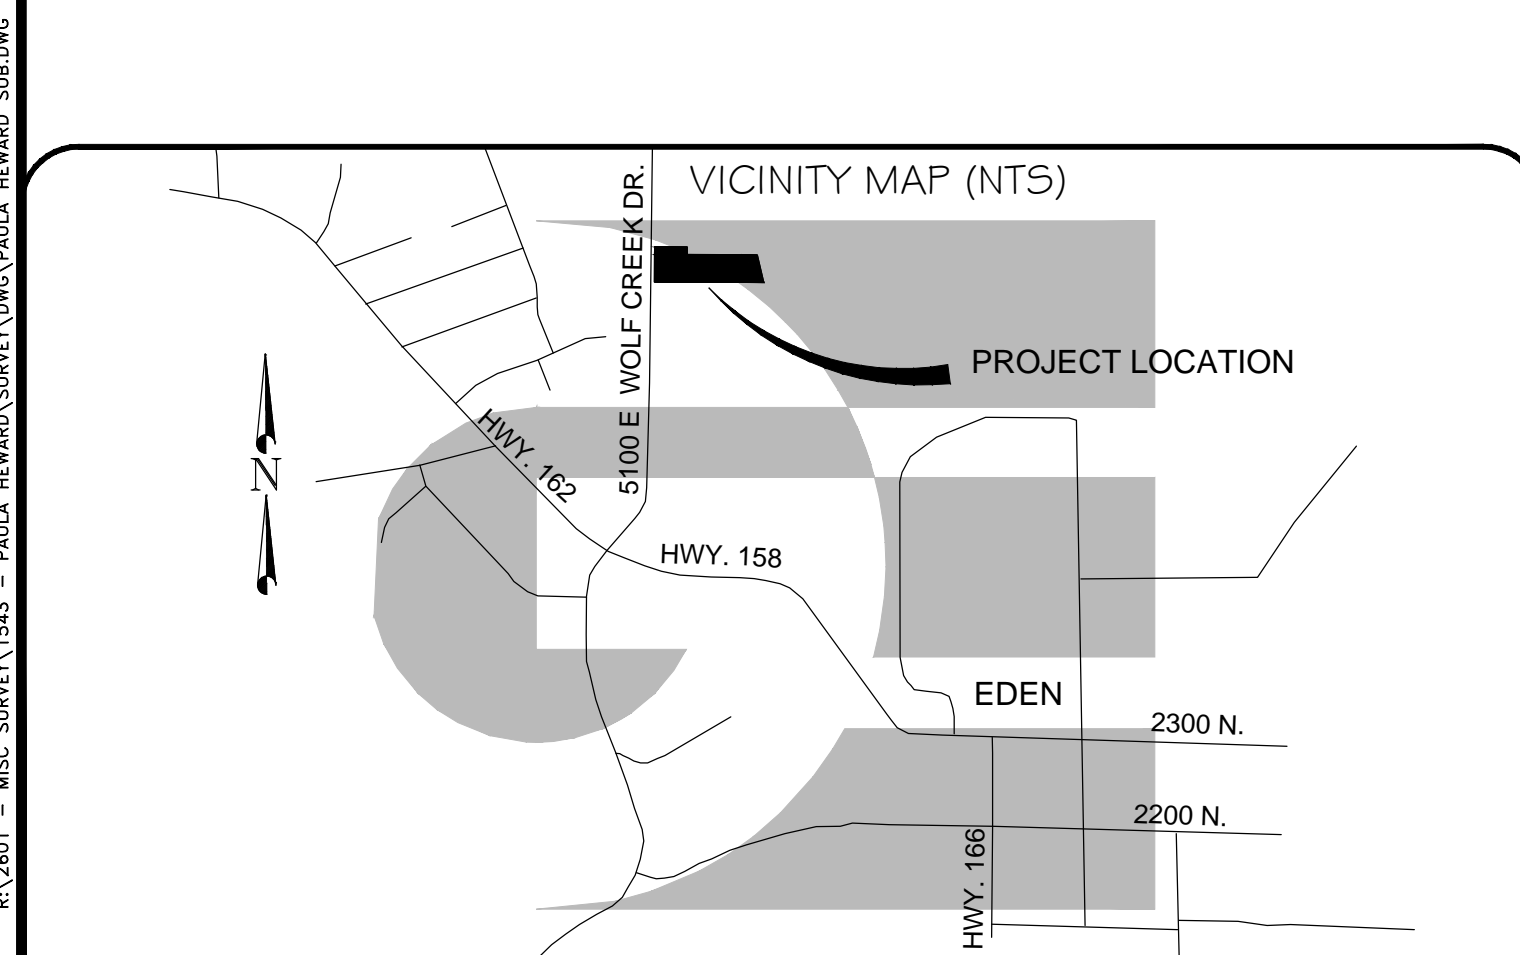 R:\2601 - MISC SURVEY\154S - PAULA HEWARD\SURVEY\DWG\PAULA HEWARD SUB.DWG
VICINITY MAP (NTS)
5100 E WOLF CREEK DR.
PROJECT LOCATION
HWY. 162
N
HWY. 158
EDEN
2300 N.
2200 N.
HWY. 166